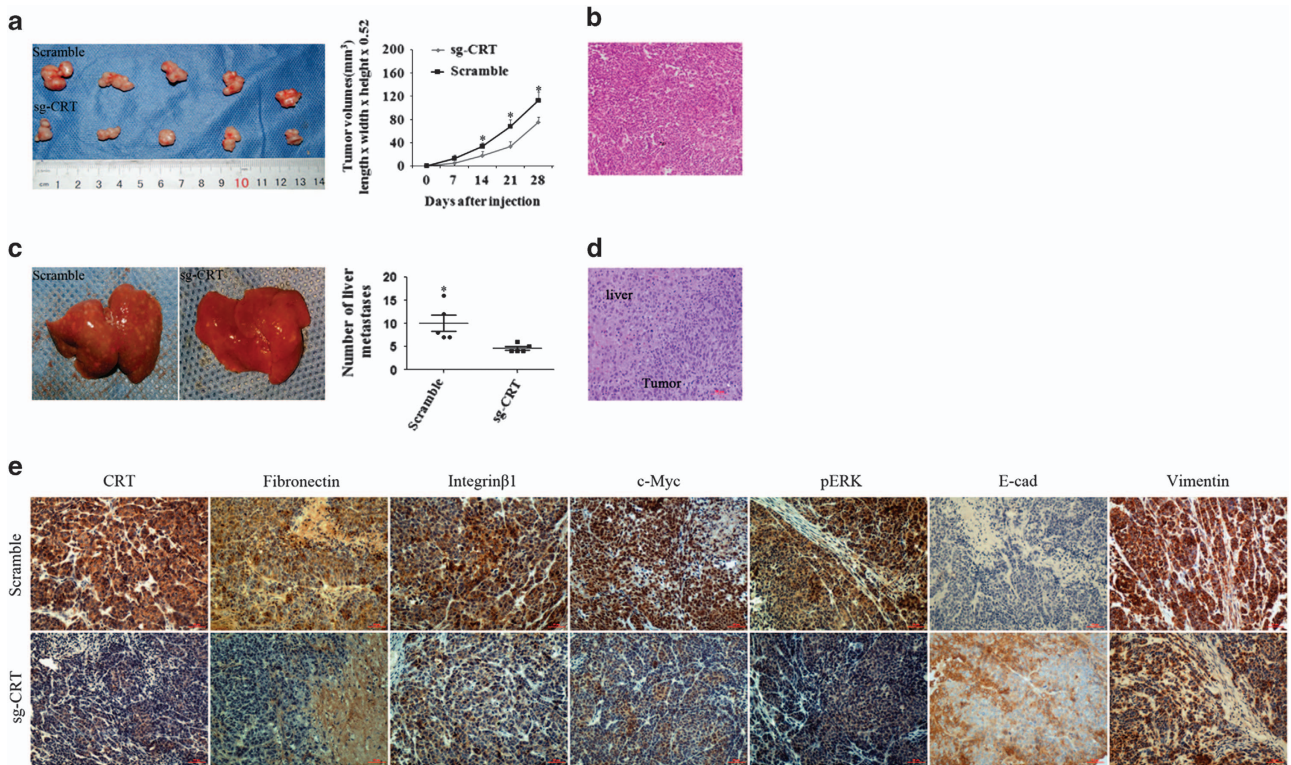 a
Scramble
sg-CRT
cm 1 2 3 4 5 6 7 8 9 10 11 12 13 14
Tumor volumes(mm³)
length x width x height x 0.52
200
160
120
80
40
0
sg-CRT
Scramble
*
*
*
0 7 14 21 28
Days after injection
b
c
Scramble
sg-CRT
Number of liver
metastases
20
15
10
5
0
*
Scramble
sg-CRT
d
liver
Tumor
e
CRT Fibronectin Integrinβ1 c-Myc pERK E-cad Vimentin
Scramble
sg-CRT